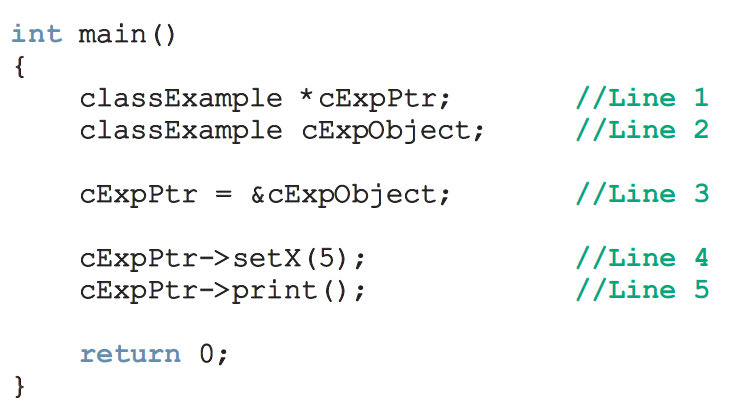 int main()
{
    classExample *cExpPtr;       //Line 1
    classExample cExpObject;     //Line 2
    cExpPtr = &cExpObject;       //Line 3
    cExpPtr->setX(5);            //Line 4
    cExpPtr->print();            //Line 5
    return 0;
}